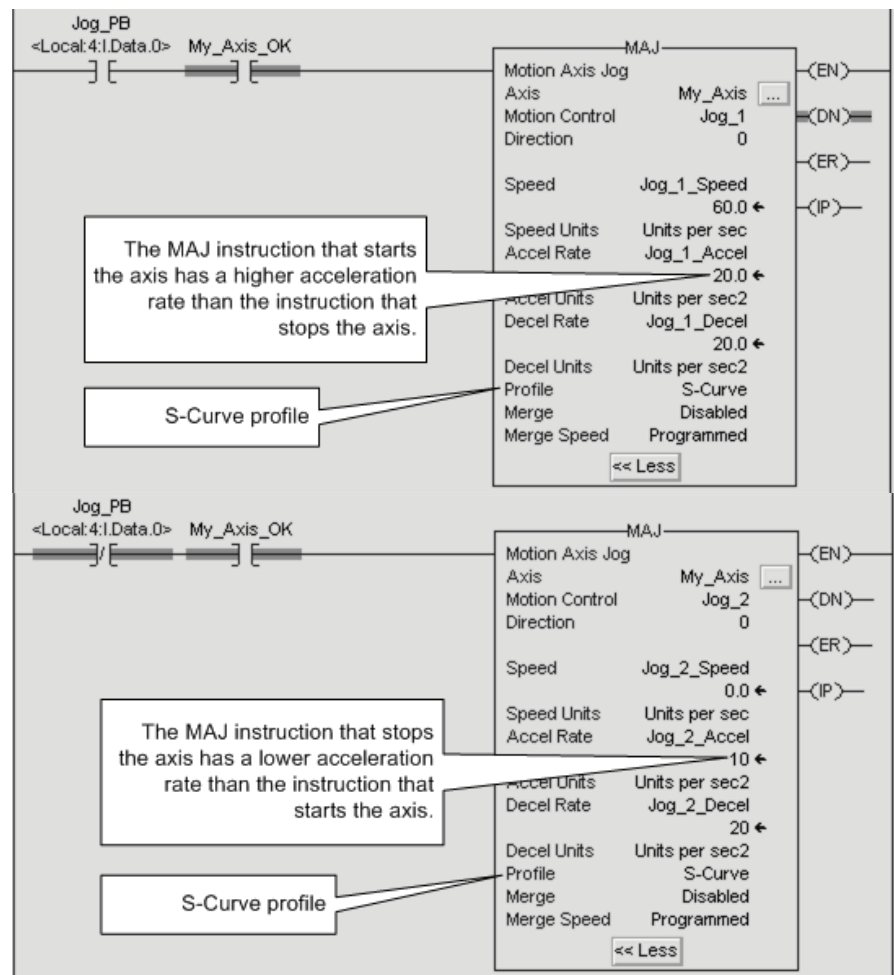 Jog_PB
<Local:4:I.Data.0> My_Axis_OK
MAJ
Motion Axis Jog
Axis My_Axis ...
Motion Control Jog_1
Direction 0
Speed Jog_1_Speed
60.0
Speed Units Units per sec
Accel Rate Jog_1_Accel
20.0
Accel Units Units per sec2
Decel Rate Jog_1_Decel
20.0
Decel Units Units per sec2
Profile S-Curve
Merge Disabled
Merge Speed Programmed
<< Less
(EN)
(DN)
(ER)
(IP)
The MAJ instruction that starts
the axis has a higher acceleration
rate than the instruction that
stops the axis.
S-Curve profile
Jog_PB
<Local:4:I.Data.0> My_Axis_OK
MAJ
Motion Axis Jog
Axis My_Axis ...
Motion Control Jog_2
Direction 0
Speed Jog_2_Speed
0.0
Speed Units Units per sec
Accel Rate Jog_2_Accel
10
Accel Units Units per sec2
Decel Rate Jog_2_Decel
20
Decel Units Units per sec2
Profile S-Curve
Merge Disabled
Merge Speed Programmed
<< Less
(EN)
(DN)
(ER)
(IP)
The MAJ instruction that stops
the axis has a lower acceleration
rate than the instruction that
starts the axis.
S-Curve profile